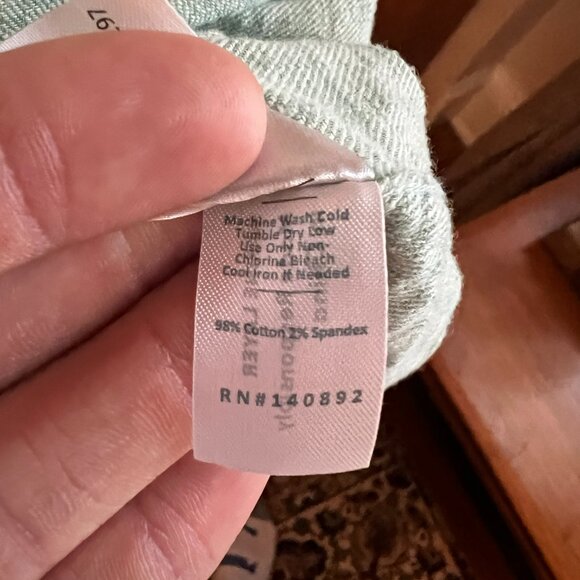 Machine Wash Cold
Tumble Dry Low
Use Only Non-
Chlorine Bleach
Cool Iron If Needed
98% Cotton 2% Spandex
RN#140892